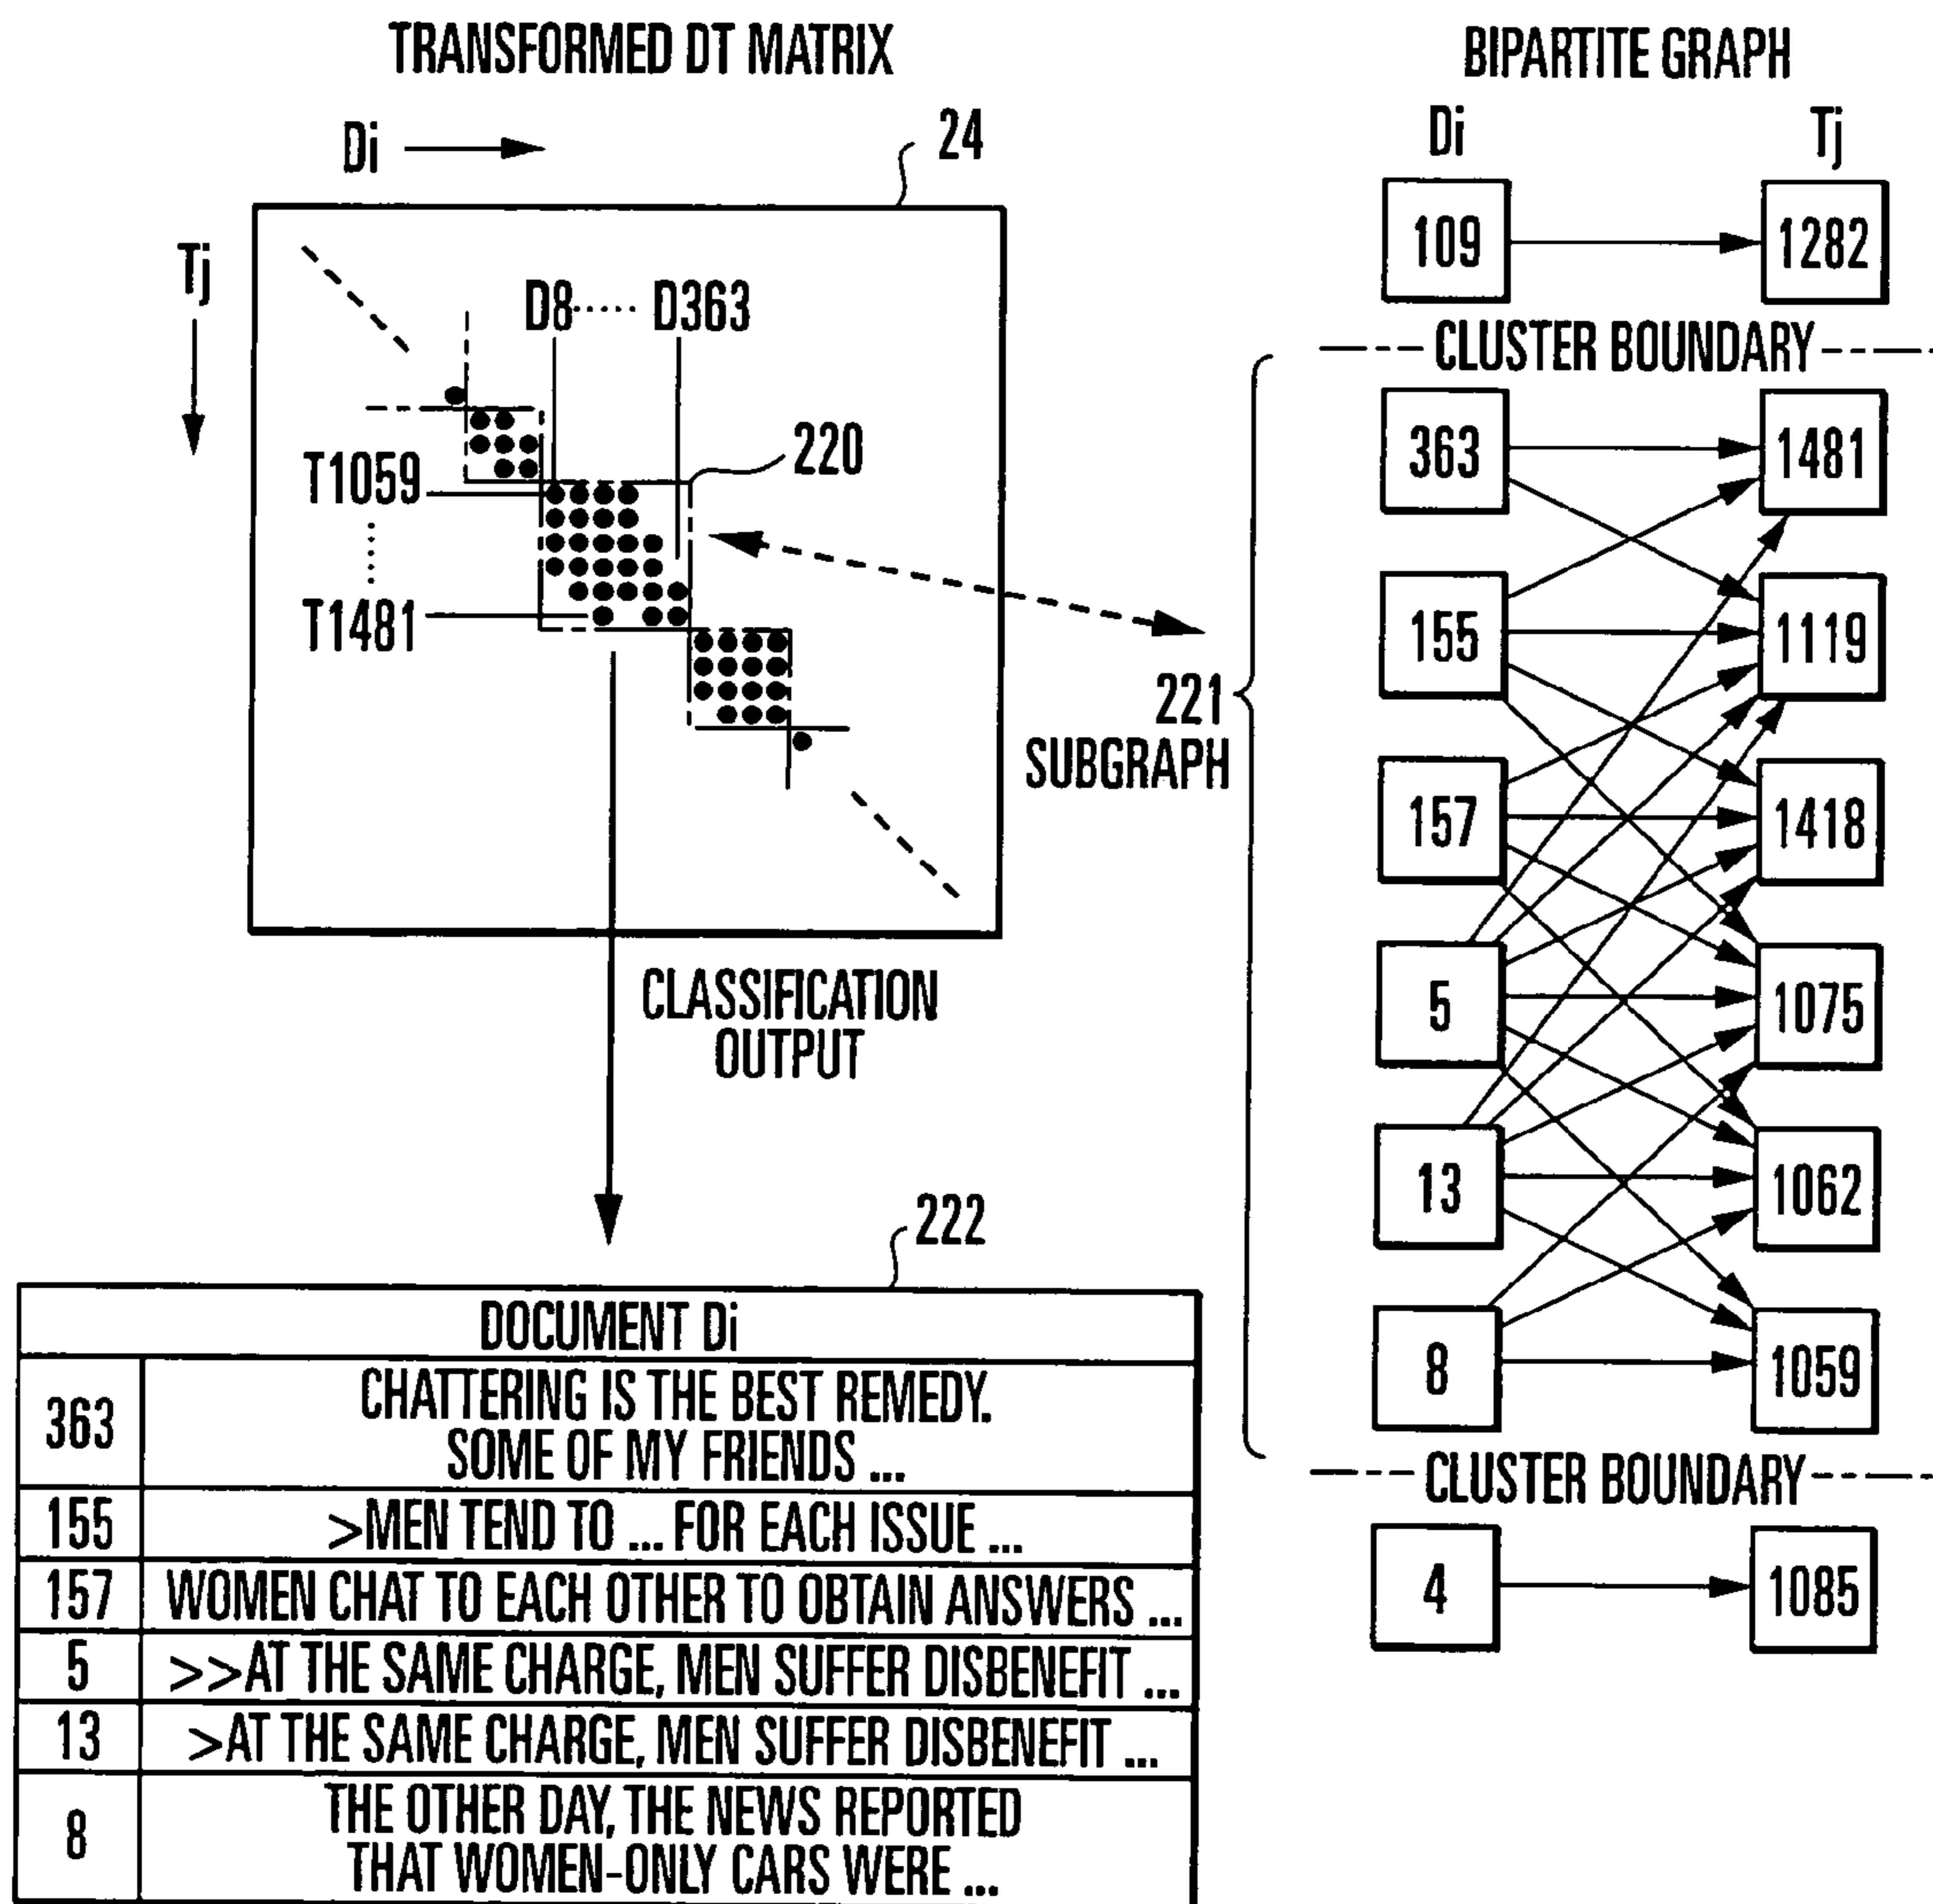 TRANSFORMED DT MATRIX
Di
24
Tj
D8 ..... D363
220
T1059
T1481
CLASSIFICATION
OUTPUT
221
SUBGRAPH
222
DOCUMENT Di
363 CHATTERING IS THE BEST REMEDY.
SOME OF MY FRIENDS ...
155 >MEN TEND TO ... FOR EACH ISSUE ...
157 WOMEN CHAT TO EACH OTHER TO OBTAIN ANSWERS ...
5 >>AT THE SAME CHARGE, MEN SUFFER DISBENEFIT ...
13 >AT THE SAME CHARGE, MEN SUFFER DISBENEFIT ...
8 THE OTHER DAY, THE NEWS REPORTED
THAT WOMEN-ONLY CARS WERE ...
BIPARTITE GRAPH
Di Tj
109 1282
CLUSTER BOUNDARY
363 1481
155 1119
157 1418
5 1075
13 1062
8 1059
CLUSTER BOUNDARY
4 1085